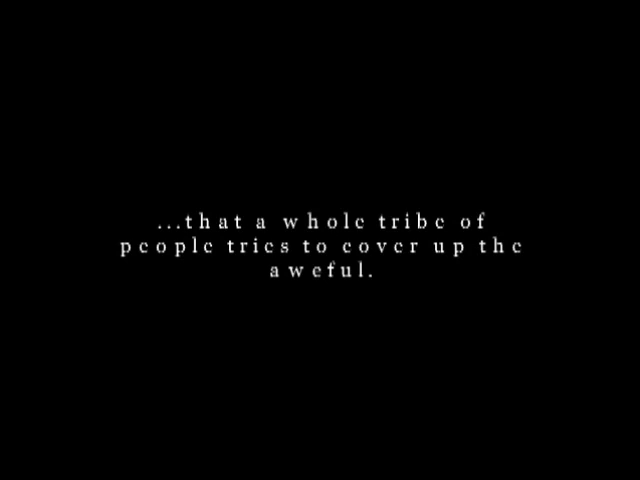 ...that a whole tribe of
people tries to cover up the
aweful.